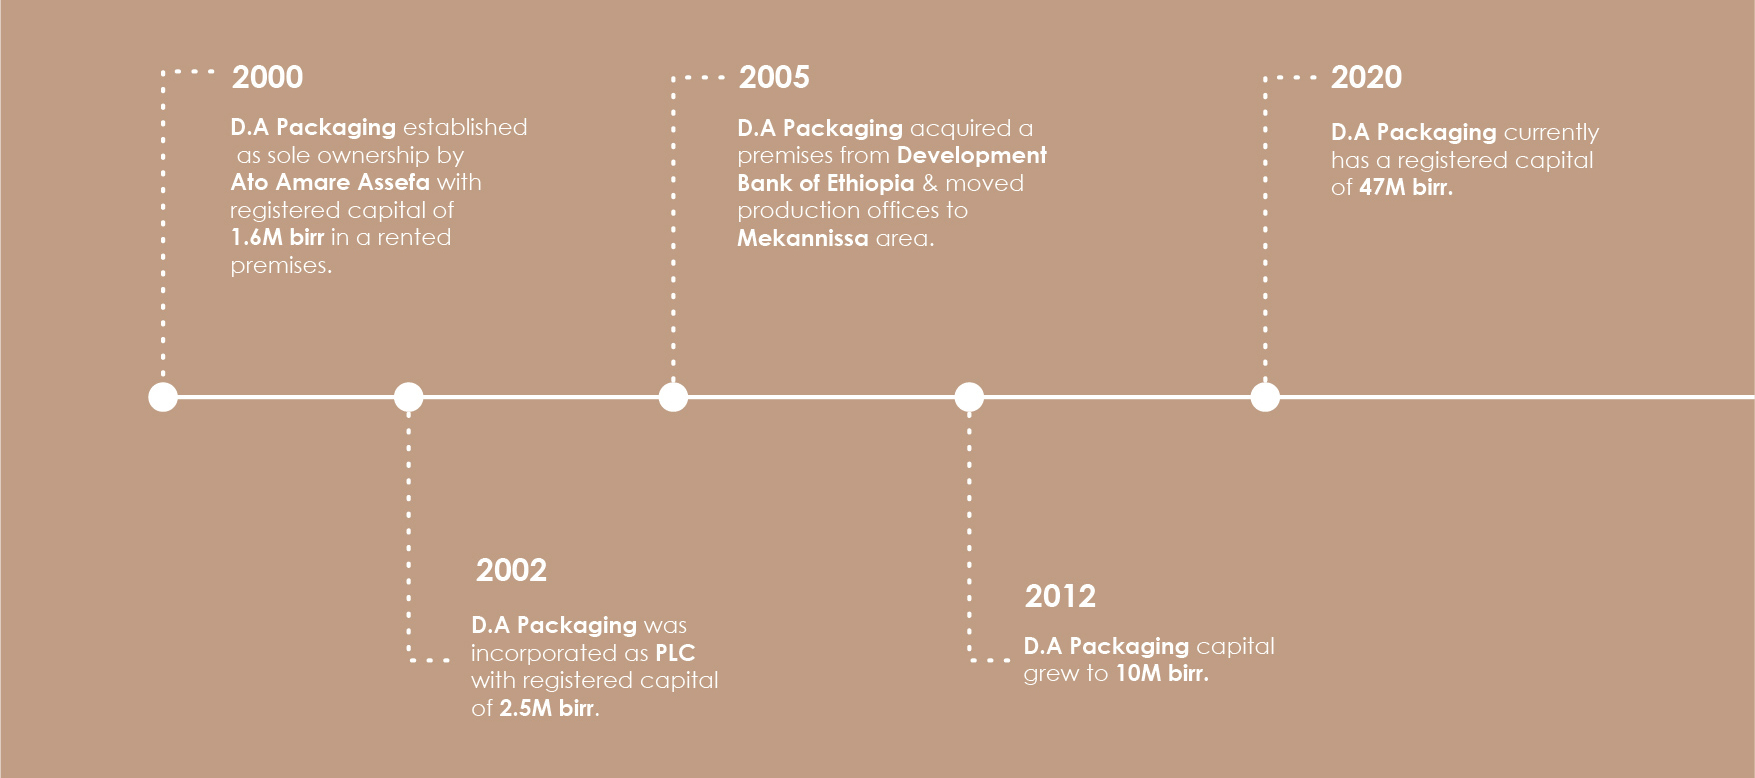 2000
D.A Packaging established
as sole ownership by
Ato Amare Assefa with
registered capital of
1.6M birr in a rented
premises.
2002
D.A Packaging was
incorporated as PLC
with registered capital
of 2.5M birr.
2005
D.A Packaging acquired a
premises from Development
Bank of Ethiopia & moved
production offices to
Mekannissa area.
2012
D.A Packaging capital
grew to 10M birr.
2020
D.A Packaging currently
has a registered capital
of 47M birr.